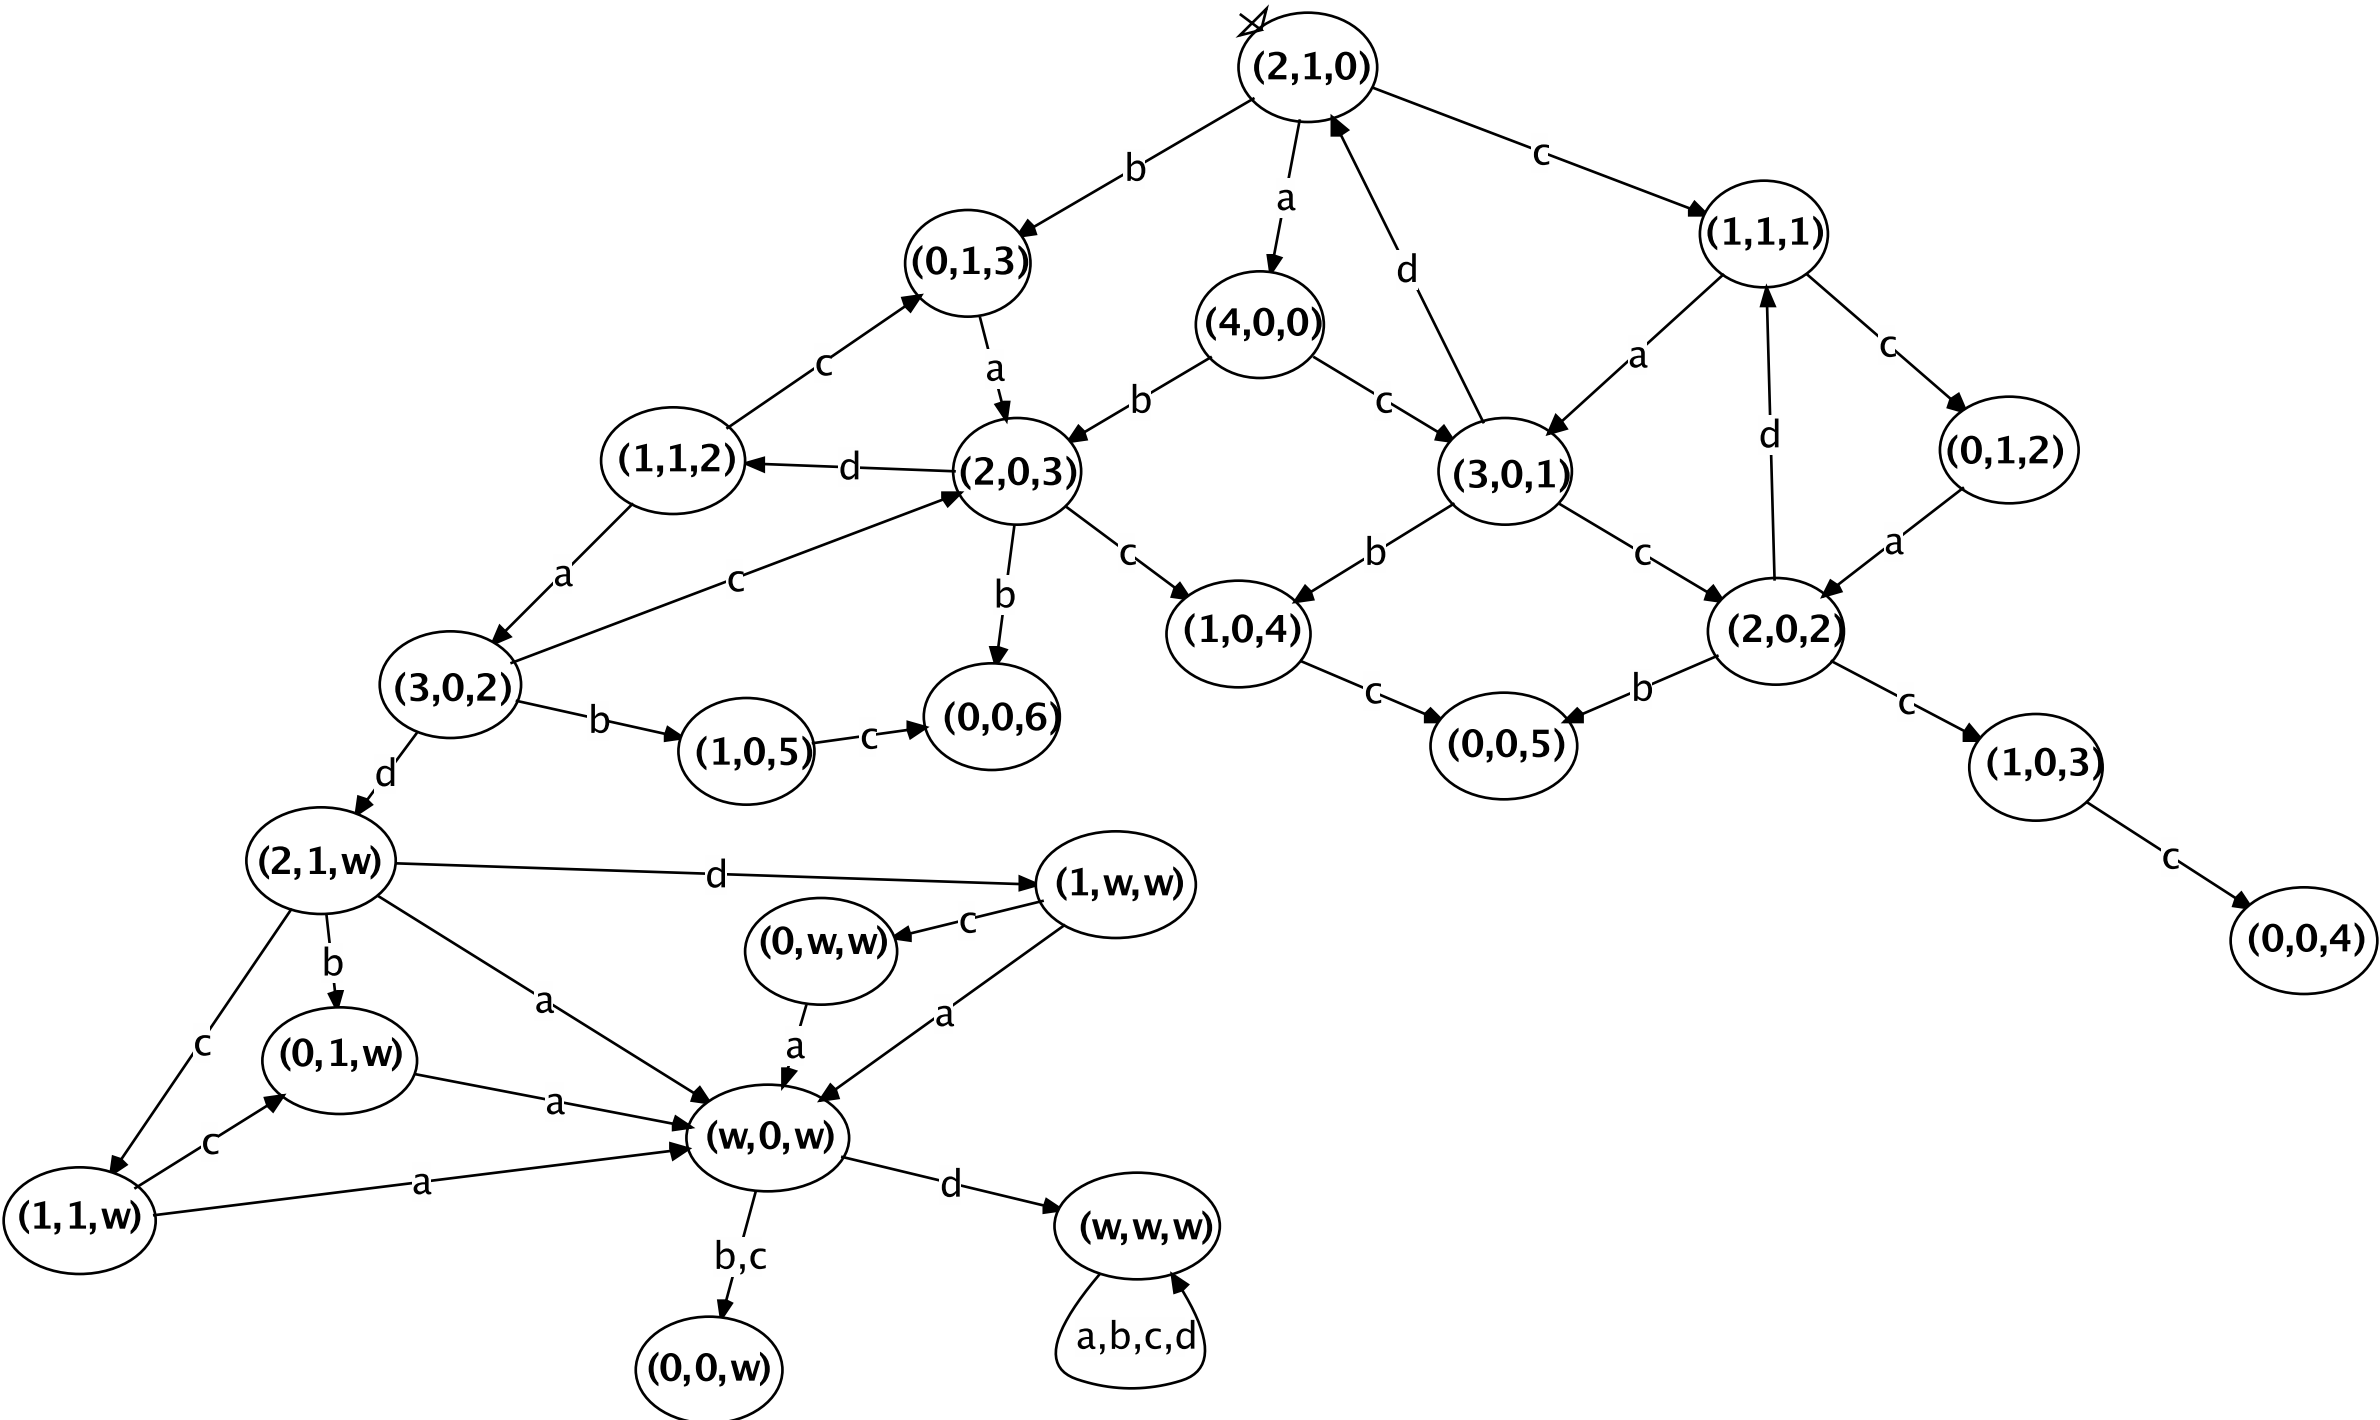 (2,1,0)
c
b
a
(1,1,1)
(0,1,3)
d
(4,0,0)
c
a
c
a
b
c
d
(0,1,2)
(1,1,2)
d
(2,0,3)
(3,0,1)
a
c
b
c
a
c
b
(1,0,4)
(2,0,2)
(3,0,2)
b
c
b
c
(0,0,6)
c
(1,0,5)
(0,0,5)
(1,0,3)
d
(2,1,w)
d
(1,w,w)
c
c
(0,w,w)
(0,0,4)
b
a
a
c
a
(0,1,w)
a
c
(w,0,w)
a
d
(1,1,w)
(w,w,w)
b,c
a,b,c,d
(0,0,w)